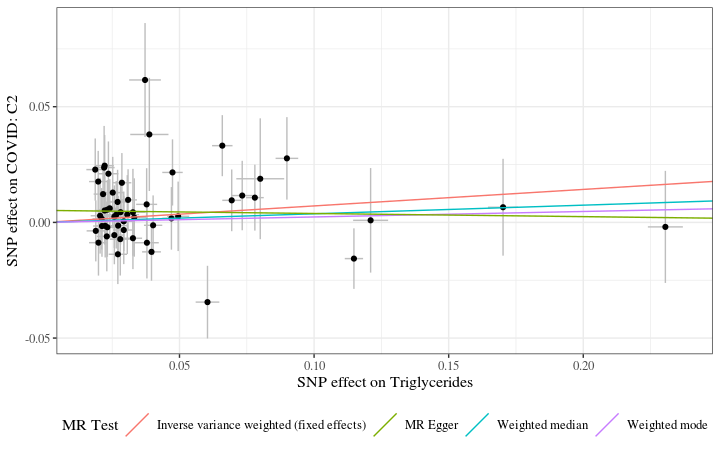 SNP effect on COVID: C2
0.05
0.00
-0.05
0.05 0.10 0.15 0.20
SNP effect on Triglycerides
MR Test Inverse variance weighted (fixed effects) MR Egger Weighted median Weighted mode